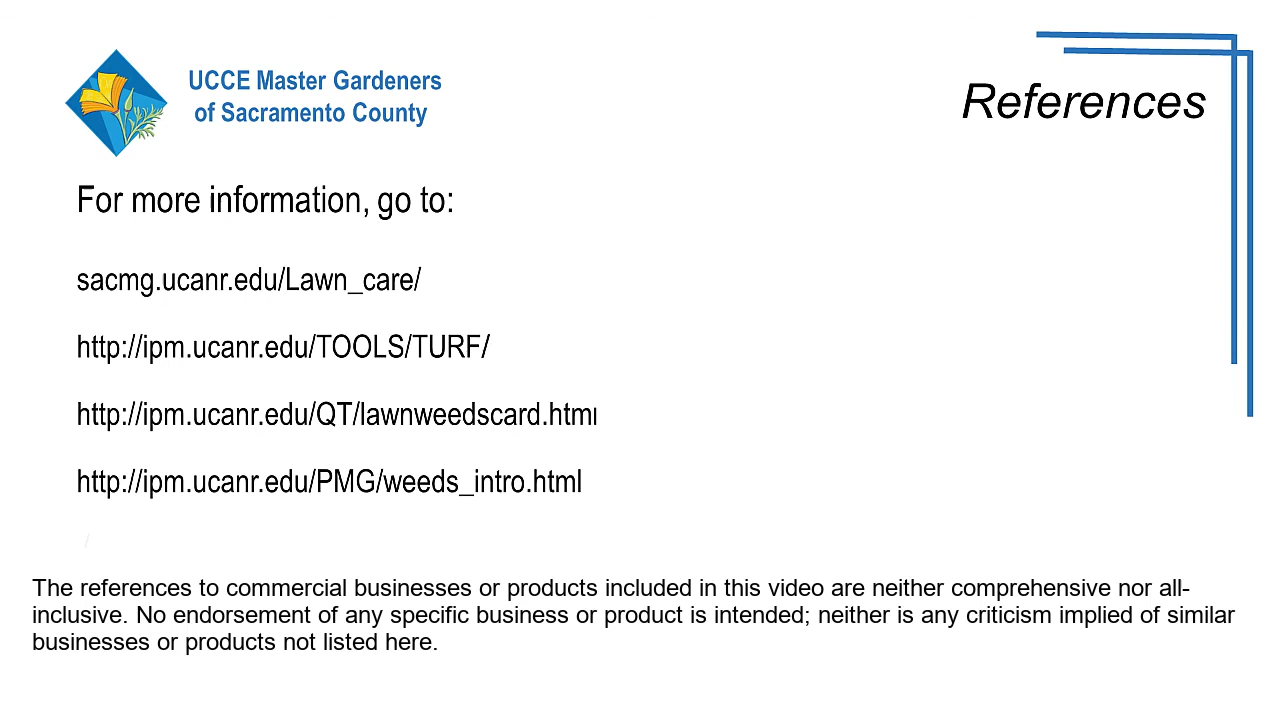 UCCE Master Gardeners
of Sacramento County
References
For more information, go to:
sacmg.ucanr.edu/Lawn_care/
http://ipm.ucanr.edu/TOOLS/TURF/
http://ipm.ucanr.edu/QT/lawnweedscard.html
http://ipm.ucanr.edu/PMG/weeds_intro.html
/
The references to commercial businesses or products included in this video are neither comprehensive nor all-
inclusive. No endorsement of any specific business or product is intended; neither is any criticism implied of similar
businesses or products not listed here.